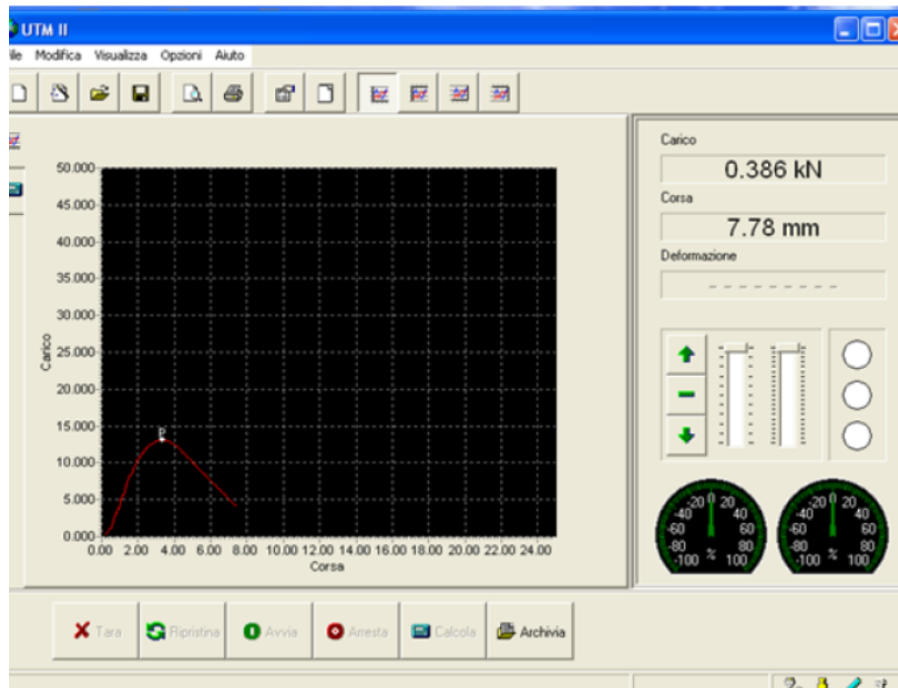 UTM II
ile Modifica Visualizza Opzioni Aiuto
Carico
0.386 kN
Corsa
7.78 mm
Deformazione
- - - - - - - - -
50.000
45.000
40.000
35.000
30.000
25.000
20.000
15.000
10.000
5.000
0.000
Carico
P
0.00 2.00 4.00 6.00 8.00 10.00 12.00 14.00 16.00 18.00 20.00 22.00 24.00
Corsa
-100 -80 -60 -40 -20 0 20 40 60 80 100 %
-100 -80 -60 -40 -20 0 20 40 60 80 100 %
Tara Ripristina Avvia Arresta Calcola Archivia